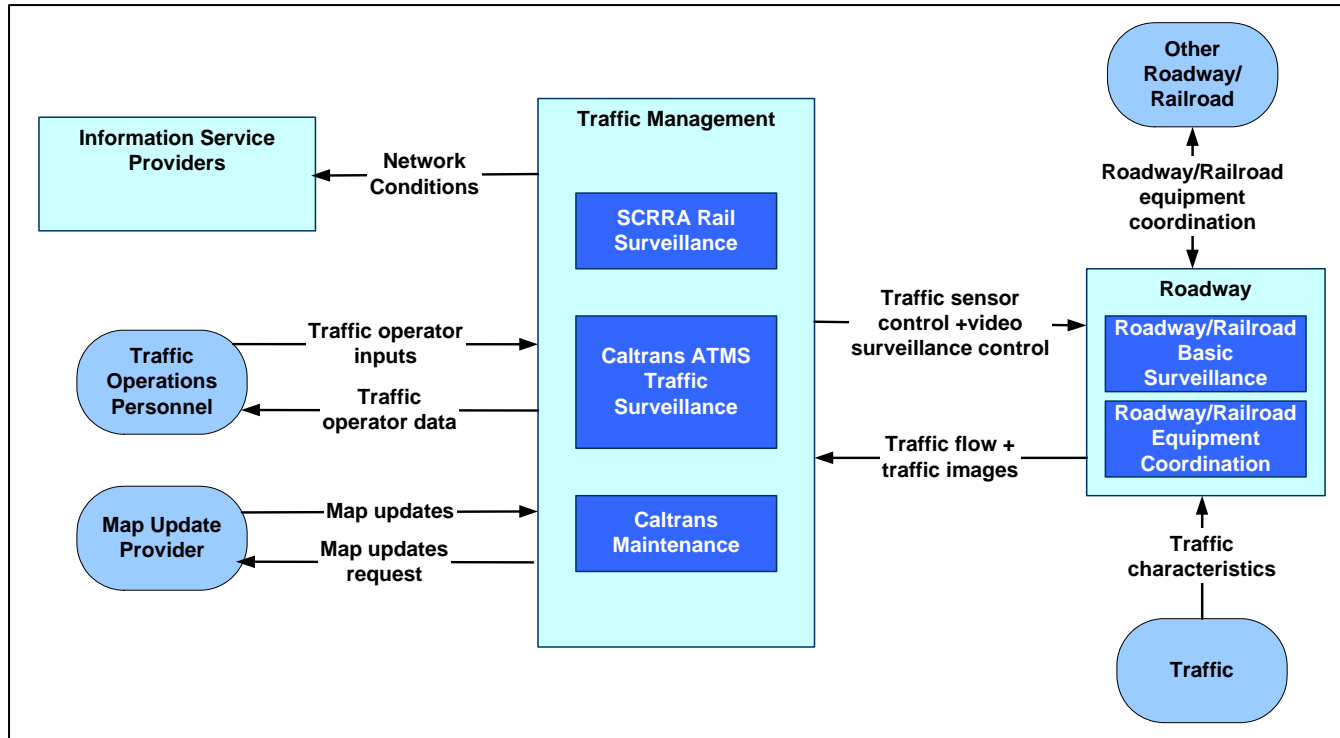 Information Service
Providers
Network
Conditions
Traffic
Operations
Personnel
Traffic operator
inputs
Traffic
operator data
Map Update
Provider
Map updates
Map updates
request
Traffic Management
SCRRA Rail
Surveillance
Caltrans ATMS
Traffic
Surveillance
Caltrans
Maintenance
Traffic sensor
control +video
surveillance control
Traffic flow +
traffic images
Other
Roadway/
Railroad
Roadway/Railroad
equipment
coordination
Roadway
Roadway/Railroad
Basic
Surveillance
Roadway/Railroad
Equipment
Coordination
Traffic
characteristics
Traffic